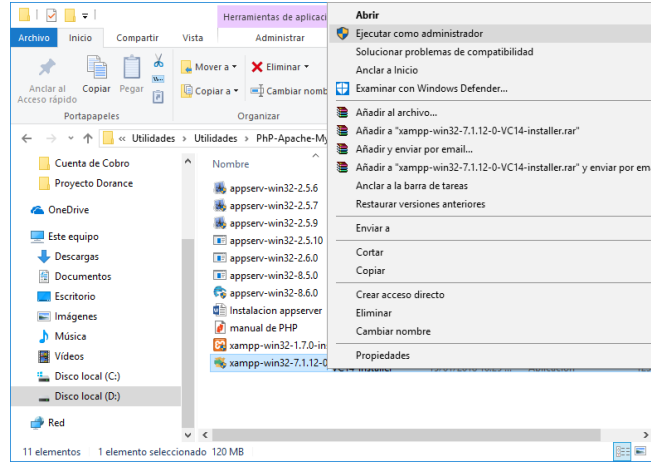 Herramientas de aplicaci
Archivo Inicio Compartir Vista Administrar
Anclar al Acceso rápido
Copiar
Pegar
Mover a
Copiar a
Eliminar
Cambiar nomb
Portapapeles
Organizar
« Utilidades > Utilidades > PhP-Apache-My
Cuenta de Cobro
Proyecto Dorance
OneDrive
Este equipo
Descargas
Documentos
Escritorio
Imágenes
Música
Vídeos
Disco local (C:)
Disco local (D:)
Red
Nombre
appserv-win32-2.5.6
appserv-win32-2.5.7
appserv-win32-2.5.9
appserv-win32-2.5.10
appserv-win32-2.6.0
appserv-win32-8.5.0
appserv-win32-8.6.0
Instalacion appserver
manual de PHP
xampp-win32-1.7.0-in
xampp-win32-7.1.12-0
Abrir
Ejecutar como administrador
Solucionar problemas de compatibilidad
Anclar a Inicio
Examinar con Windows Defender...
Añadir al archivo...
Añadir a "xampp-win32-7.1.12-0-VC14-installer.rar"
Añadir y enviar por email...
Añadir a "xampp-win32-7.1.12-0-VC14-installer.rar" y enviar por em
Anclar a la barra de tareas
Restaurar versiones anteriores
Enviar a
Cortar
Copiar
Crear acceso directo
Eliminar
Cambiar nombre
Propiedades
11 elementos 1 elemento seleccionado 120 MB